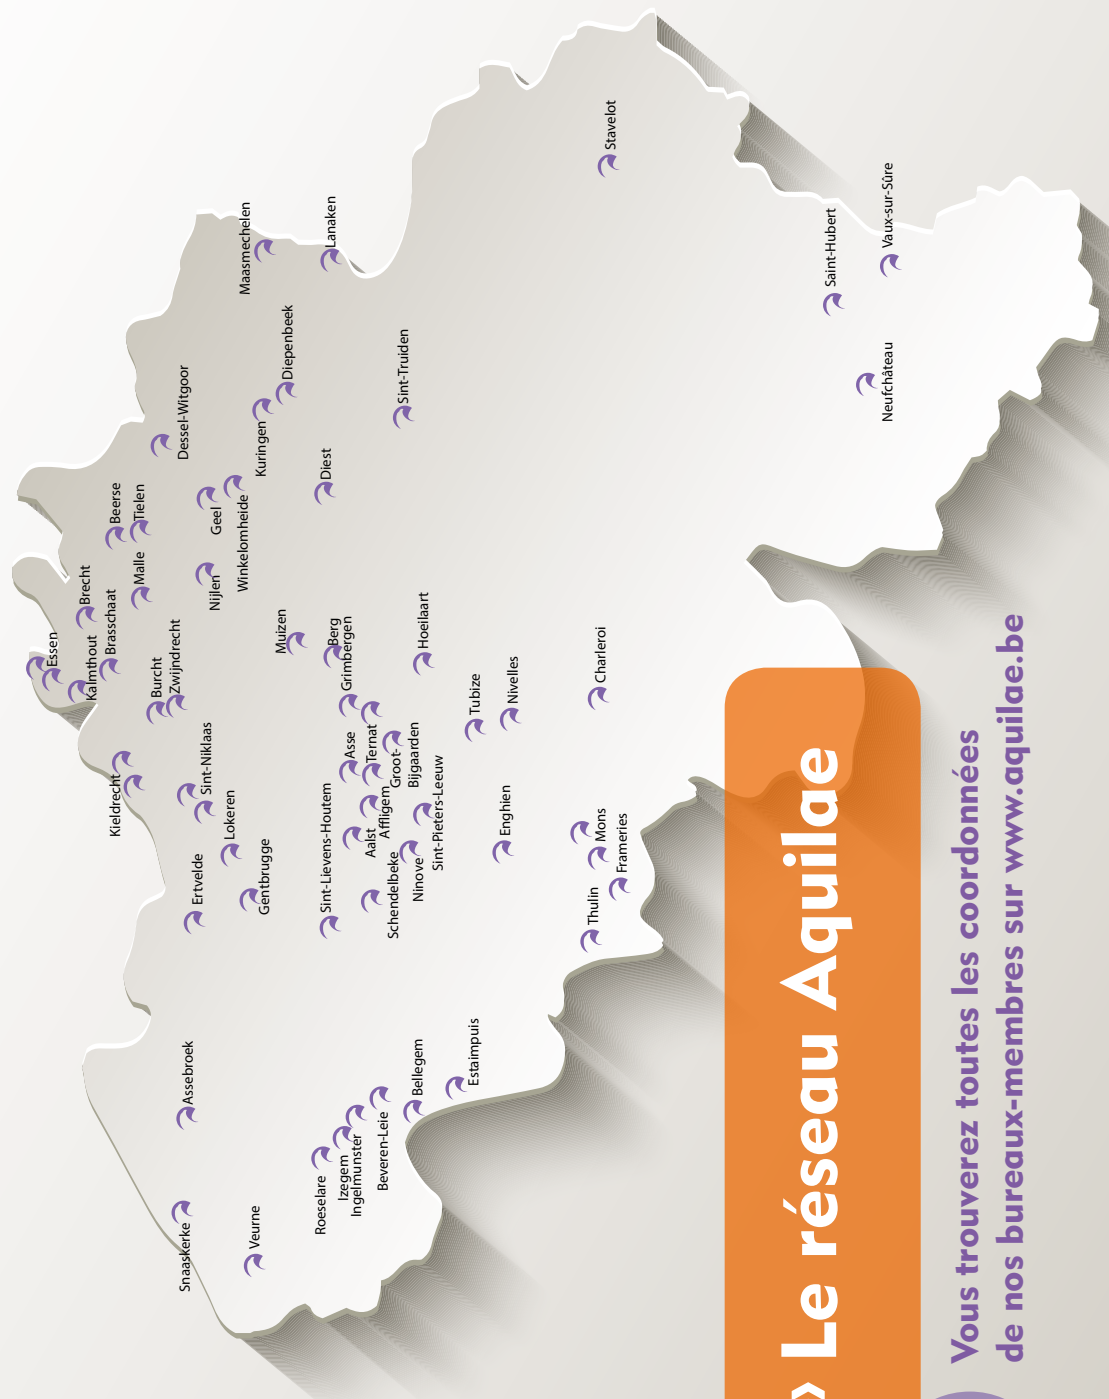 Essen
Kalmthout
Brecht
Brasschaat
Beerse
Tielen
Malle
Dessel-Witgoor
Kieldrecht
Burcht
Zwijndrecht
Nijlen
Geel
Winkelomheide
Maasmechelen
Snaaskerke
Assebroek
Ertvelde
Sint-Niklaas
Lokeren
Gentbrugge
Kuringen
Diepenbeek
Lanaken
Veurne
Muizen
Diest
Roeselare
Izegem
Ingelmunster
Sint-Lievens-Houtem
Berg
Grimbergen
Asse
Ternat
Aalst
Affligem
Groot-
Bijgaarden
Beveren-Leie
Schendelbeke
Ninove
Sint-Pieters-Leeuw
Hoeilaart
Sint-Truiden
Bellegem
Estaimpuis
Tubize
Nivelles
Enghien
Thulin
Mons
Frameries
Charleroi
Stavelot
Saint-Hubert
Neufchâteau
Vaux-sur-Sûre
› Le réseau Aquilae
Vous trouverez toutes les coordonnées
de nos bureaux-membres sur www.aquilae.be